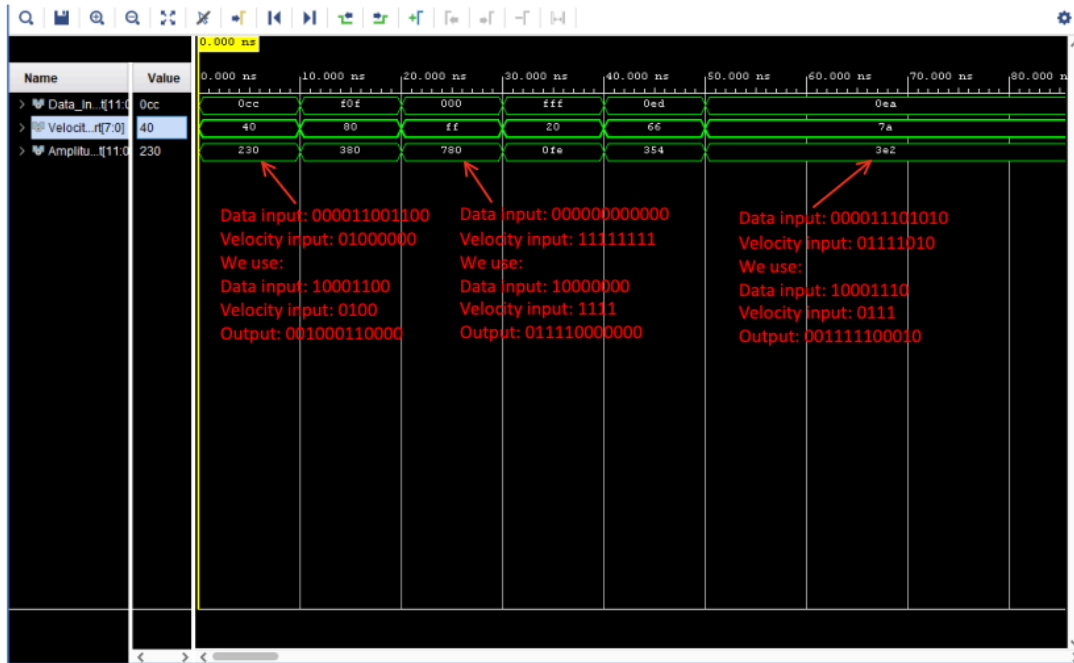 0.000 ns
Name Value 0.000 ns 10.000 ns 20.000 ns 30.000 ns 40.000 ns 50.000 ns 60.000 ns 70.000 ns 80.000 n
> Data_In...t[11:0 0cc 0cc f0f 000 fff 0ed 0ea
> Velocit...rt[7:0] 40 40 80 ff 20 66 7a
> Amplitu...t[11:0 230 230 380 780 0fe 354 3e2
Data input: 000011001100
Velocity input: 01000000
We use:
Data input: 10001100
Velocity input: 0100
Output: 001000110000
Data input: 000000000000
Velocity input: 11111111
We use:
Data input: 10000000
Velocity input: 1111
Output: 011110000000
Data input: 000011101010
Velocity input: 01111010
We use:
Data input: 10001110
Velocity input: 0111
Output: 001111100010